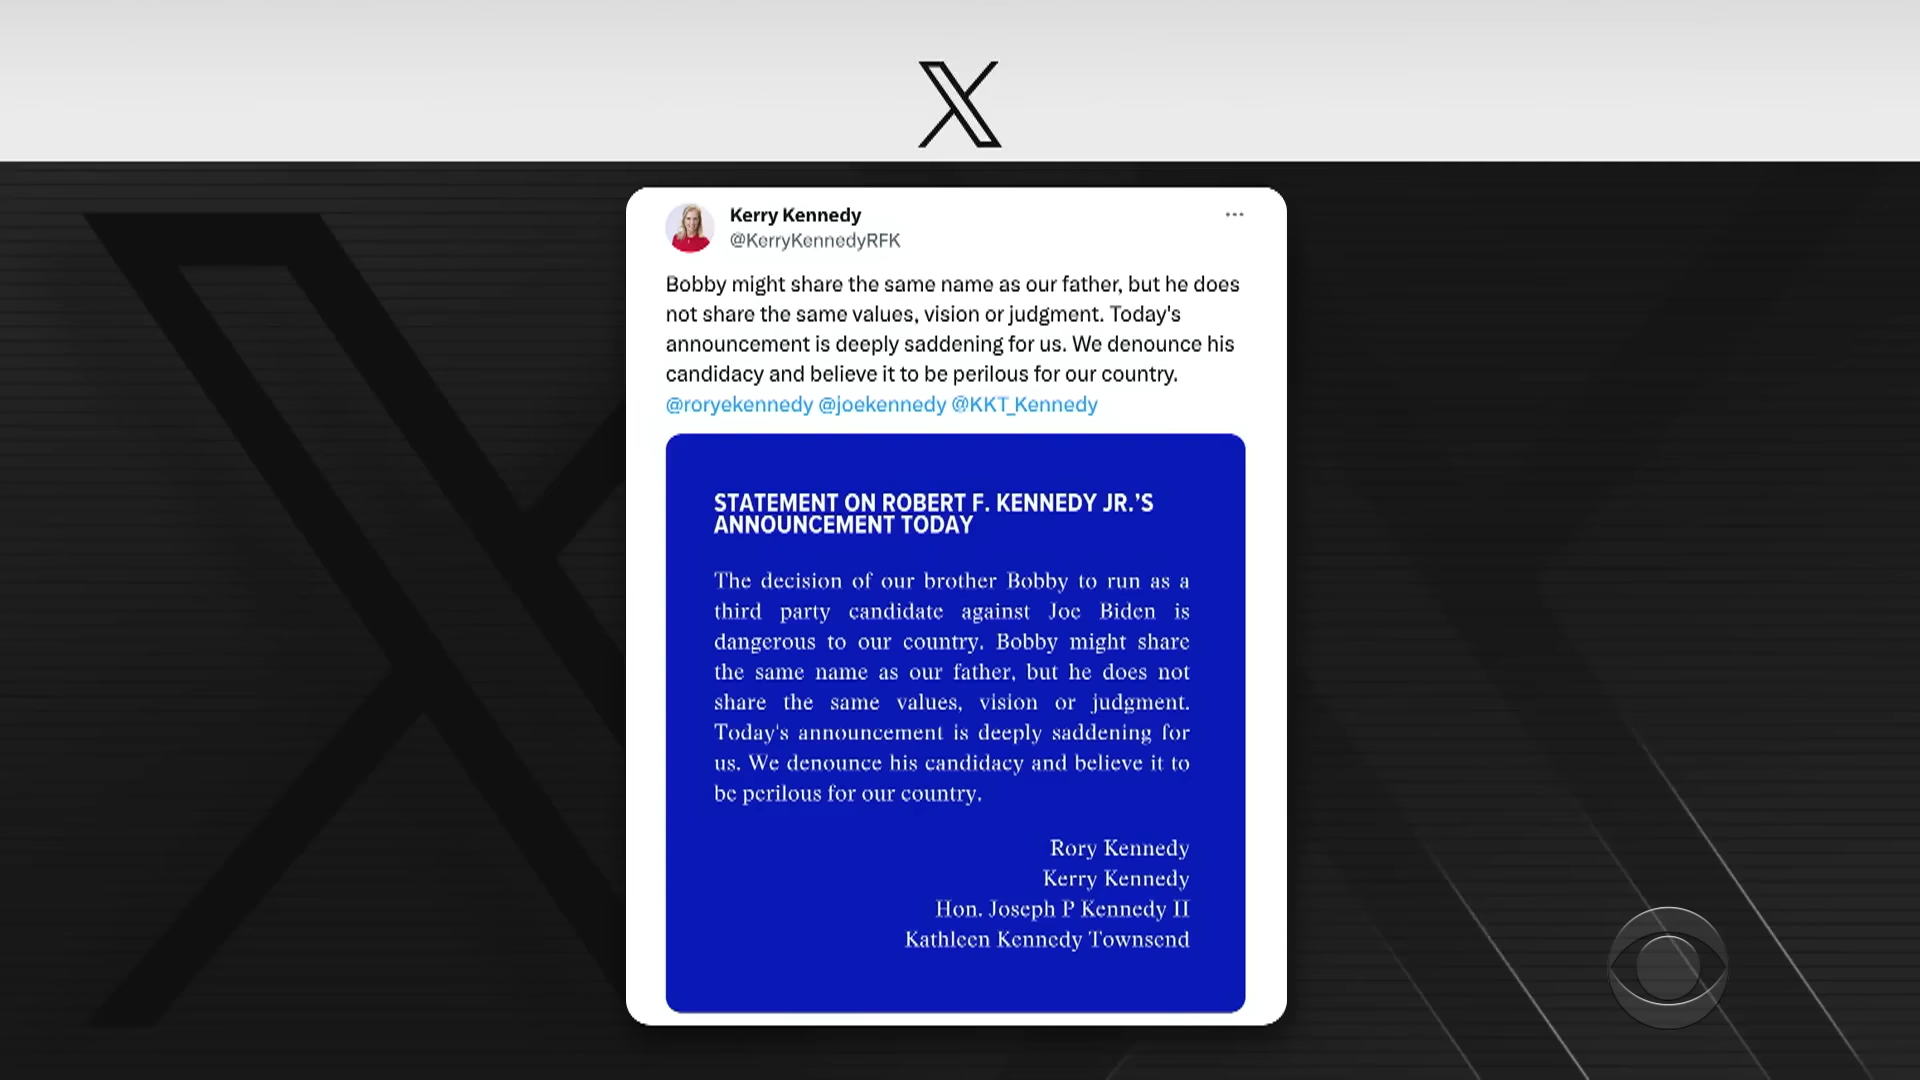 Kerry Kennedy
@KerryKennedyRFK
Bobby might share the same name as our father, but he does
not share the same values, vision or judgment. Today's
announcement is deeply saddening for us. We denounce his
candidacy and believe it to be perilous for our country.
@roryekennedy @joekennedy @KKT_Kennedy
STATEMENT ON ROBERT F. KENNEDY JR.’S
ANNOUNCEMENT TODAY
The decision of our brother Bobby to run as a
third party candidate against Joe Biden is
dangerous to our country. Bobby might share
the same name as our father, but he does not
share the same values, vision or judgment.
Today's announcement is deeply saddening for
us. We denounce his candidacy and believe it to
be perilous for our country.
Rory Kennedy
Kerry Kennedy
Hon. Joseph P Kennedy II
Kathleen Kennedy Townsend